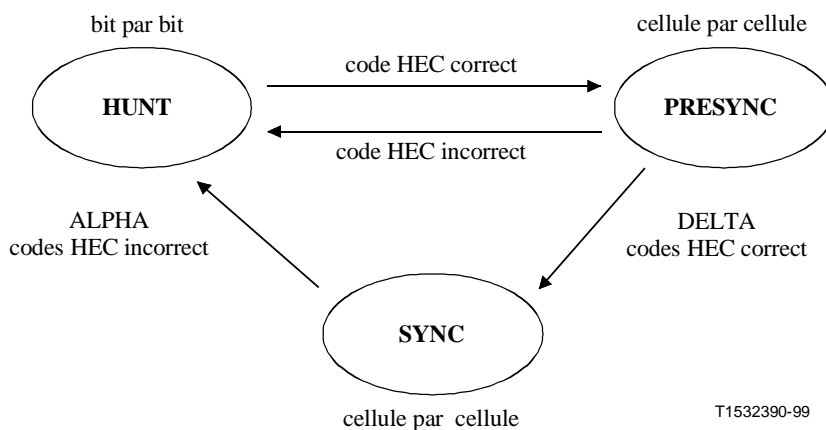 bit par bit
cellule par cellule
code HEC correct
HUNT
PRESYNC
code HEC incorrect
ALPHA
codes HEC incorrect
DELTA
codes HEC correct
SYNC
cellule par cellule
T1532390-99